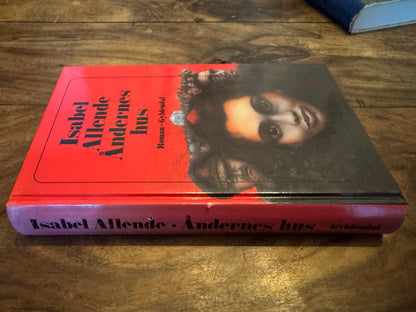 Isabel
Allende
Åndernes
hus
Roman · Gyldendal
Isabel Allende · Åndernes hus Gyldendal